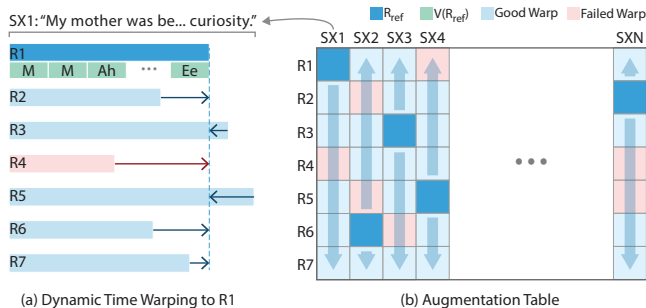 SX1: “My mother was be... curiosity.”
R_ref V(R_ref) Good Warp Failed Warp
R1
M M Ah ... Ee
R2
R3
R4
R5
R6
R7
(a) Dynamic Time Warping to R1
SX1 SX2 SX3 SX4 SXN
R1
R2
R3
R4
R5
R6
R7
...
(b) Augmentation Table